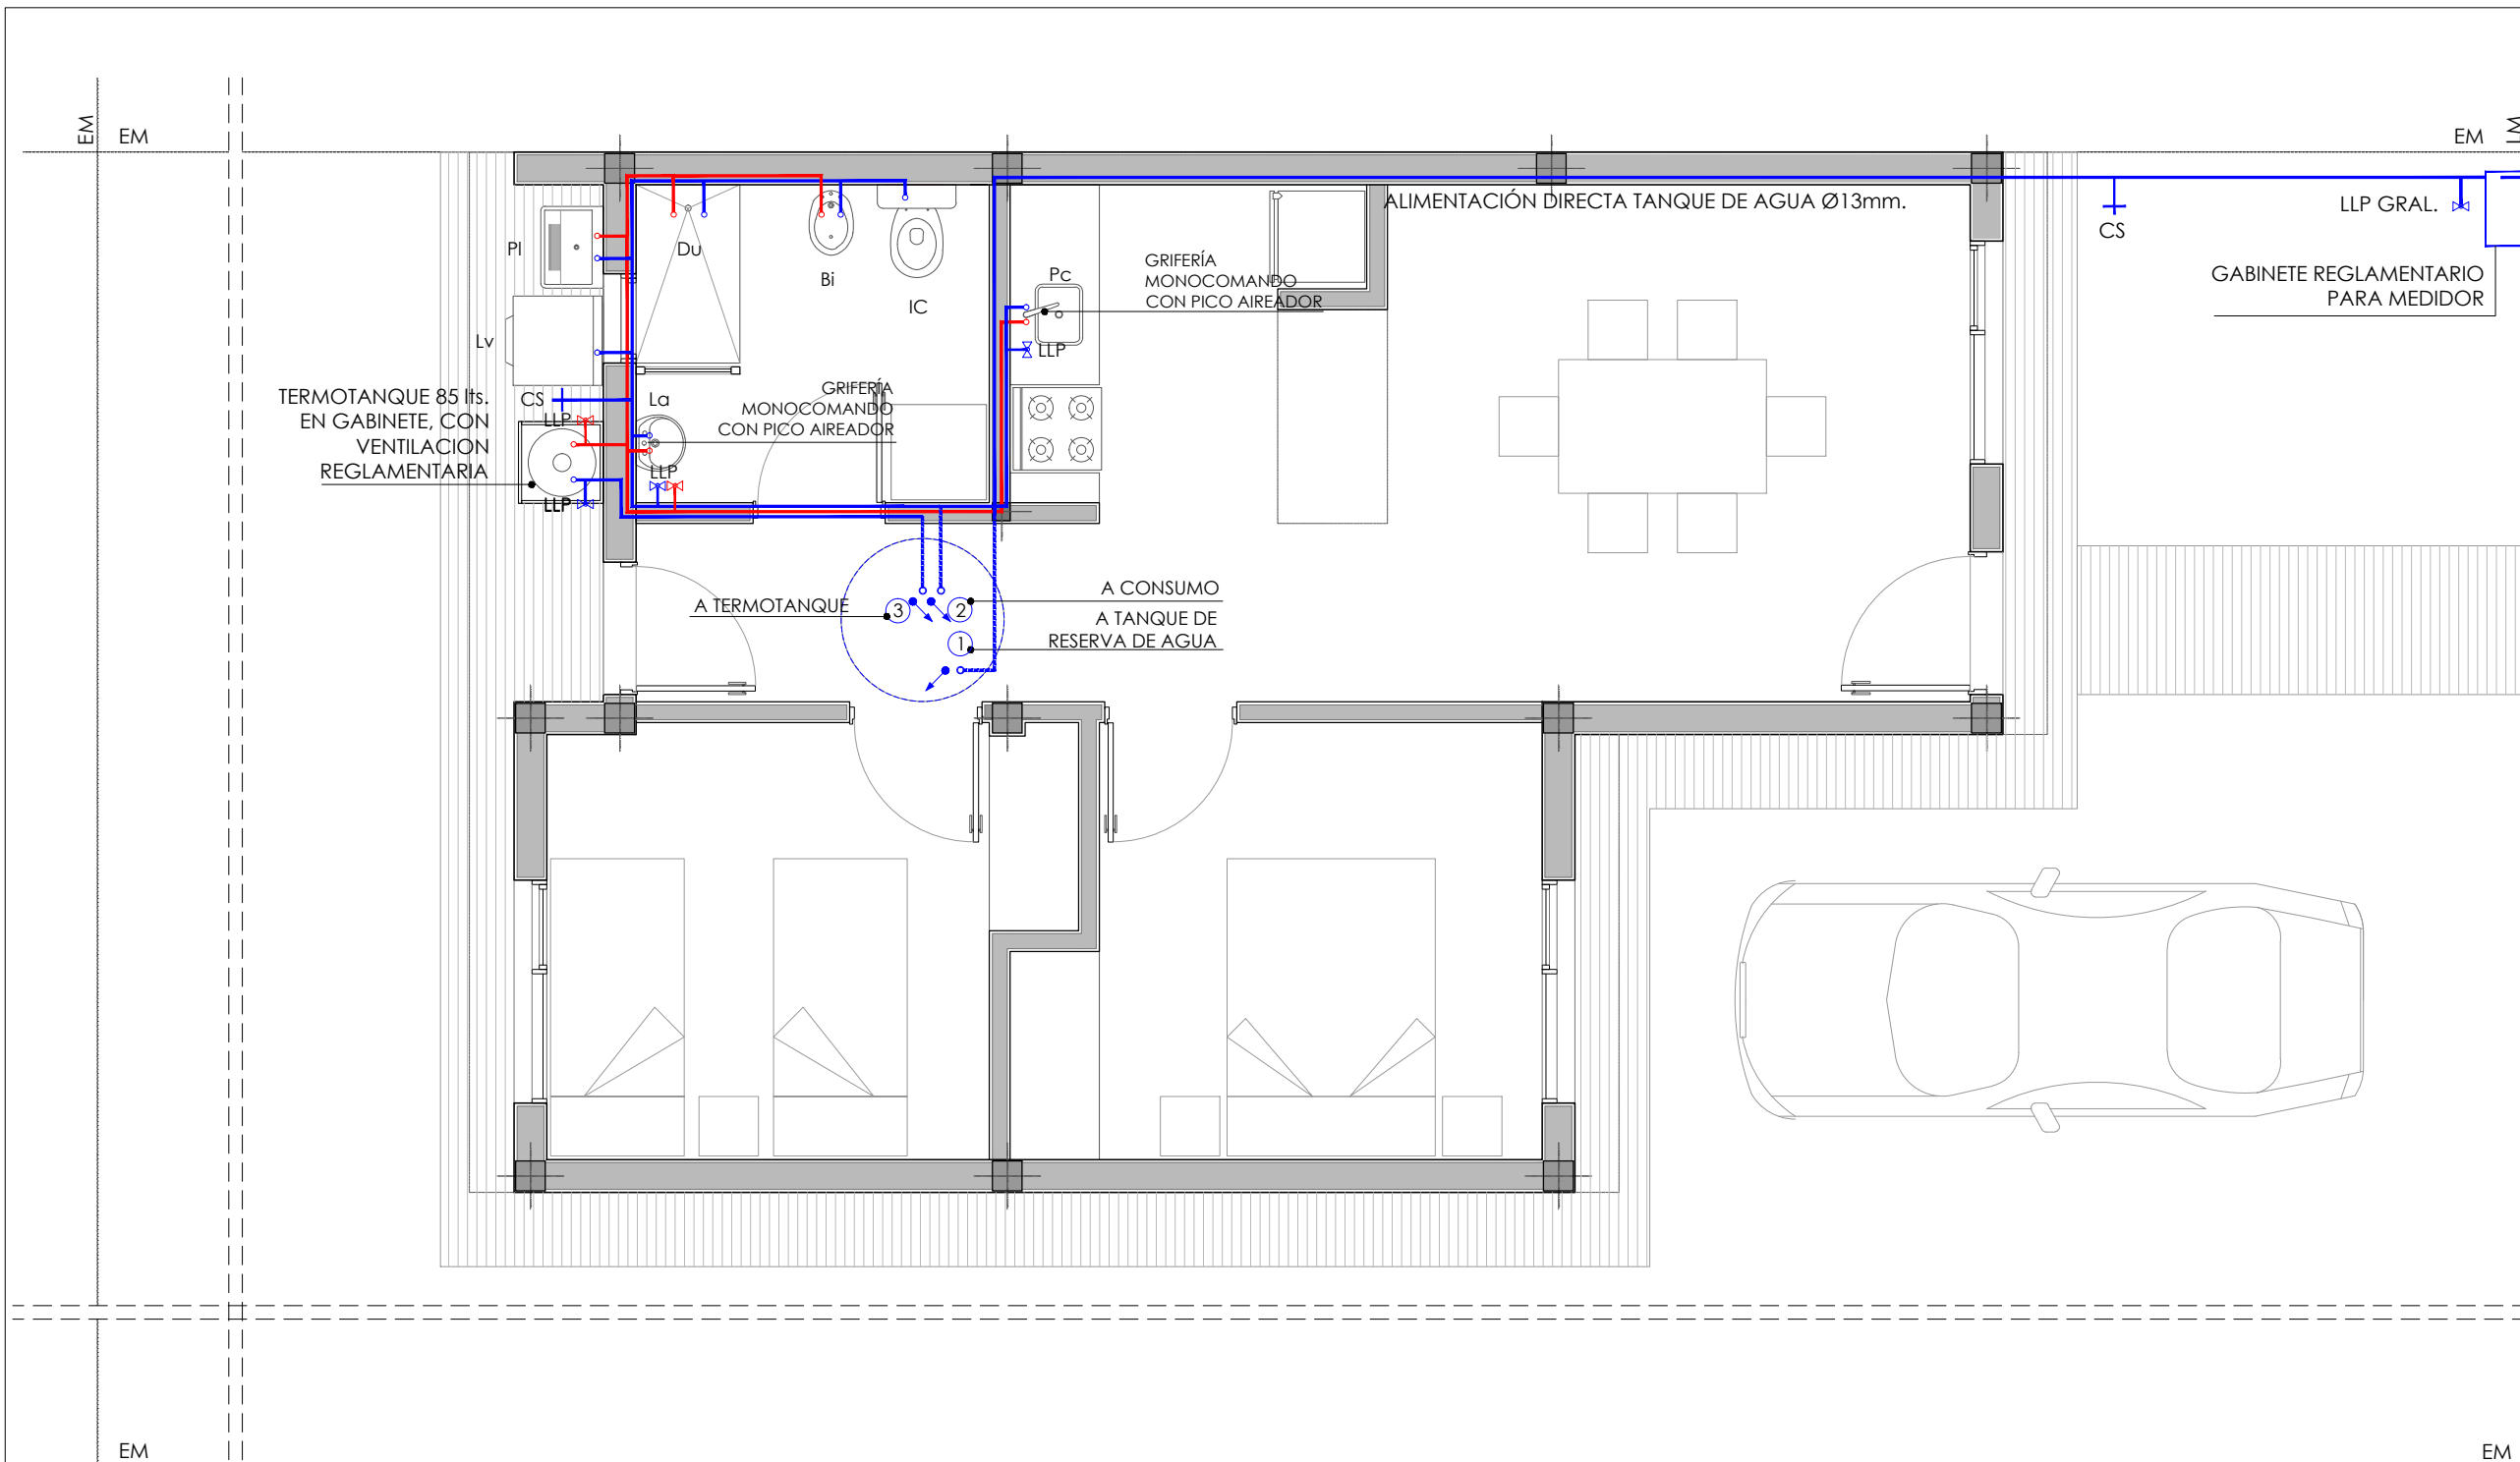 EM
EM
EM
EM
ALIMENTACIÓN DIRECTA TANQUE DE AGUA Ø13mm.
LLP GRAL.
CS
GABINETE REGLAMENTARIO
PARA MEDIDOR
Pl
Du
Bi
IC
Pc
GRIFERÍA
MONOCOMANDO
CON PICO AIREADOR
Lv
LLP
TERMOTANQUE 85 lts.
EN GABINETE, CON
VENTILACION
REGLAMENTARIA
CS
LLP
La
GRIFERÍA
MONOCOMANDO
CON PICO AIREADOR
LLP
LLP
A TERMOTANQUE
3
2
A CONSUMO
1
A TANQUE DE
RESERVA DE AGUA
EM
EM